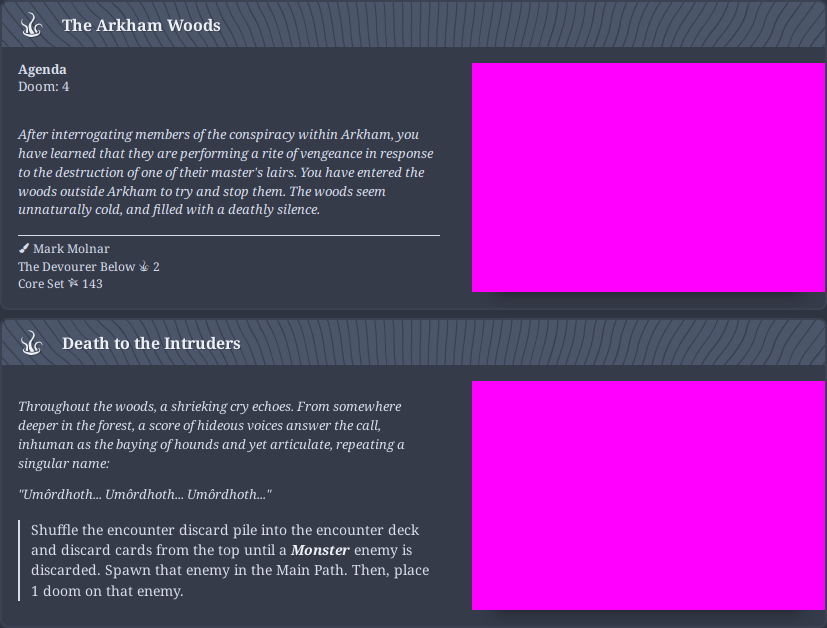 The Arkham Woods
Agenda
Doom: 4
After interrogating members of the conspiracy within Arkham, you
have learned that they are performing a rite of vengeance in response
to the destruction of one of their master's lairs. You have entered the
woods outside Arkham to try and stop them. The woods seem
unnaturally cold, and filled with a deathly silence.
Mark Molnar
The Devourer Below 2
Core Set 143
Death to the Intruders
Throughout the woods, a shrieking cry echoes. From somewhere
deeper in the forest, a score of hideous voices answer the call,
inhuman as the baying of hounds and yet articulate, repeating a
singular name:
"Umôrdhoth... Umôrdhoth... Umôrdhoth..."
Shuffle the encounter discard pile into the encounter deck
and discard cards from the top until a Monster enemy is
discarded. Spawn that enemy in the Main Path. Then, place
1 doom on that enemy.